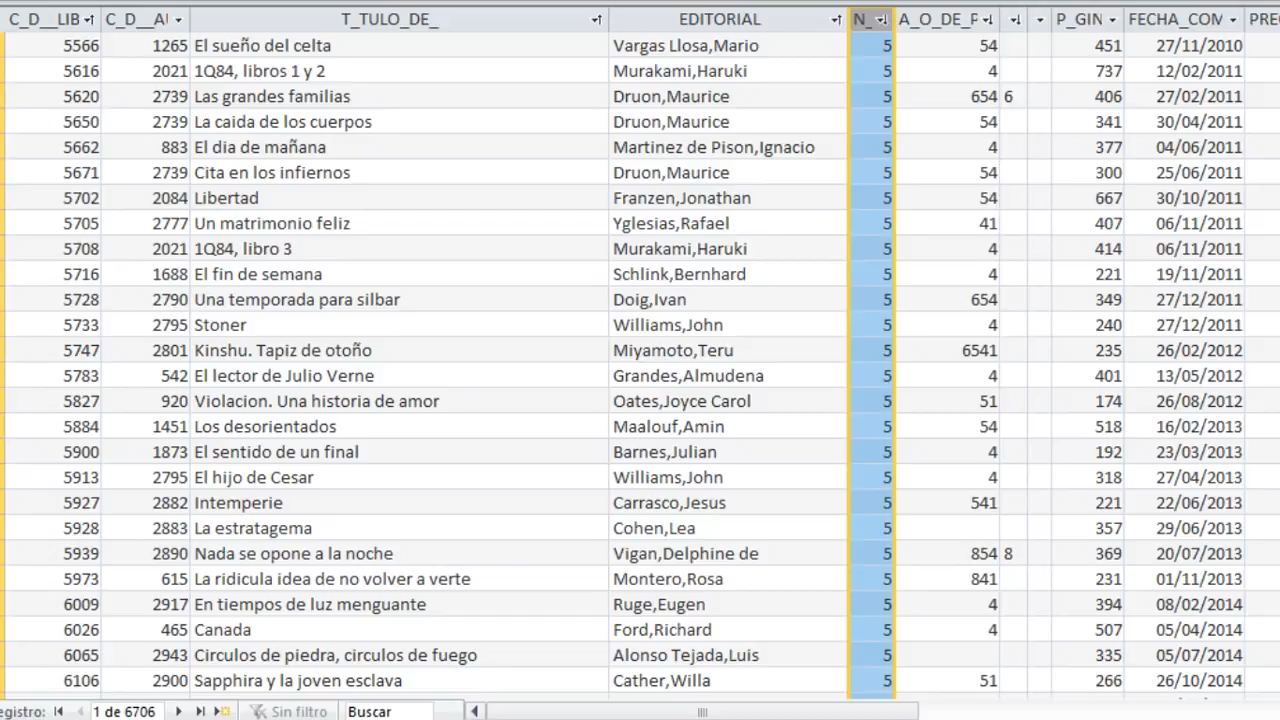 C_D__LIB C_D__AU T_TULO_DE_ EDITORIAL N_ A_O_DE_P P_GIN FECHA_COM PREC
5566 1265 El sueño del celta Vargas Llosa,Mario 5 54 451 27/11/2010
5616 2021 1Q84, libros 1 y 2 Murakami,Haruki 5 4 737 12/02/2011
5620 2739 Las grandes familias Druon,Maurice 5 654 6 406 27/02/2011
5650 2739 La caida de los cuerpos Druon,Maurice 5 54 341 30/04/2011
5662 883 El dia de mañana Martinez de Pison,Ignacio 5 4 377 04/06/2011
5671 2739 Cita en los infiernos Druon,Maurice 5 54 300 25/06/2011
5702 2084 Libertad Franzen,Jonathan 5 54 667 30/10/2011
5705 2777 Un matrimonio feliz Yglesias,Rafael 5 41 407 06/11/2011
5708 2021 1Q84, libro 3 Murakami,Haruki 5 4 414 06/11/2011
5716 1688 El fin de semana Schlink,Bernhard 5 4 221 19/11/2011
5728 2790 Una temporada para silbar Doig,Ivan 5 654 349 27/12/2011
5733 2795 Stoner Williams,John 5 4 240 27/12/2011
5747 2801 Kinshu. Tapiz de otoño Miyamoto,Teru 5 6541 235 26/02/2012
5783 542 El lector de Julio Verne Grandes,Almudena 5 4 401 13/05/2012
5827 920 Violacion. Una historia de amor Oates,Joyce Carol 5 51 174 26/08/2012
5884 1451 Los desorientados Maalouf,Amin 5 54 518 16/02/2013
5900 1873 El sentido de un final Barnes,Julian 5 4 192 23/03/2013
5913 2795 El hijo de Cesar Williams,John 5 4 318 27/04/2013
5927 2882 Intemperie Carrasco,Jesus 5 541 221 22/06/2013
5928 2883 La estratagema Cohen,Lea 5 357 29/06/2013
5939 2890 Nada se opone a la noche Vigan,Delphine de 5 854 8 369 20/07/2013
5973 615 La ridicula idea de no volver a verte Montero,Rosa 5 841 231 01/11/2013
6009 2917 En tiempos de luz menguante Ruge,Eugen 5 4 394 08/02/2014
6026 465 Canada Ford,Richard 5 4 507 05/04/2014
6065 2943 Circulos de piedra, circulos de fuego Alonso Tejada,Luis 5 335 05/07/2014
6106 2900 Sapphira y la joven esclava Cather,Willa 5 51 266 26/10/2014
egistro: 1 de 6706 Sin filtro Buscar